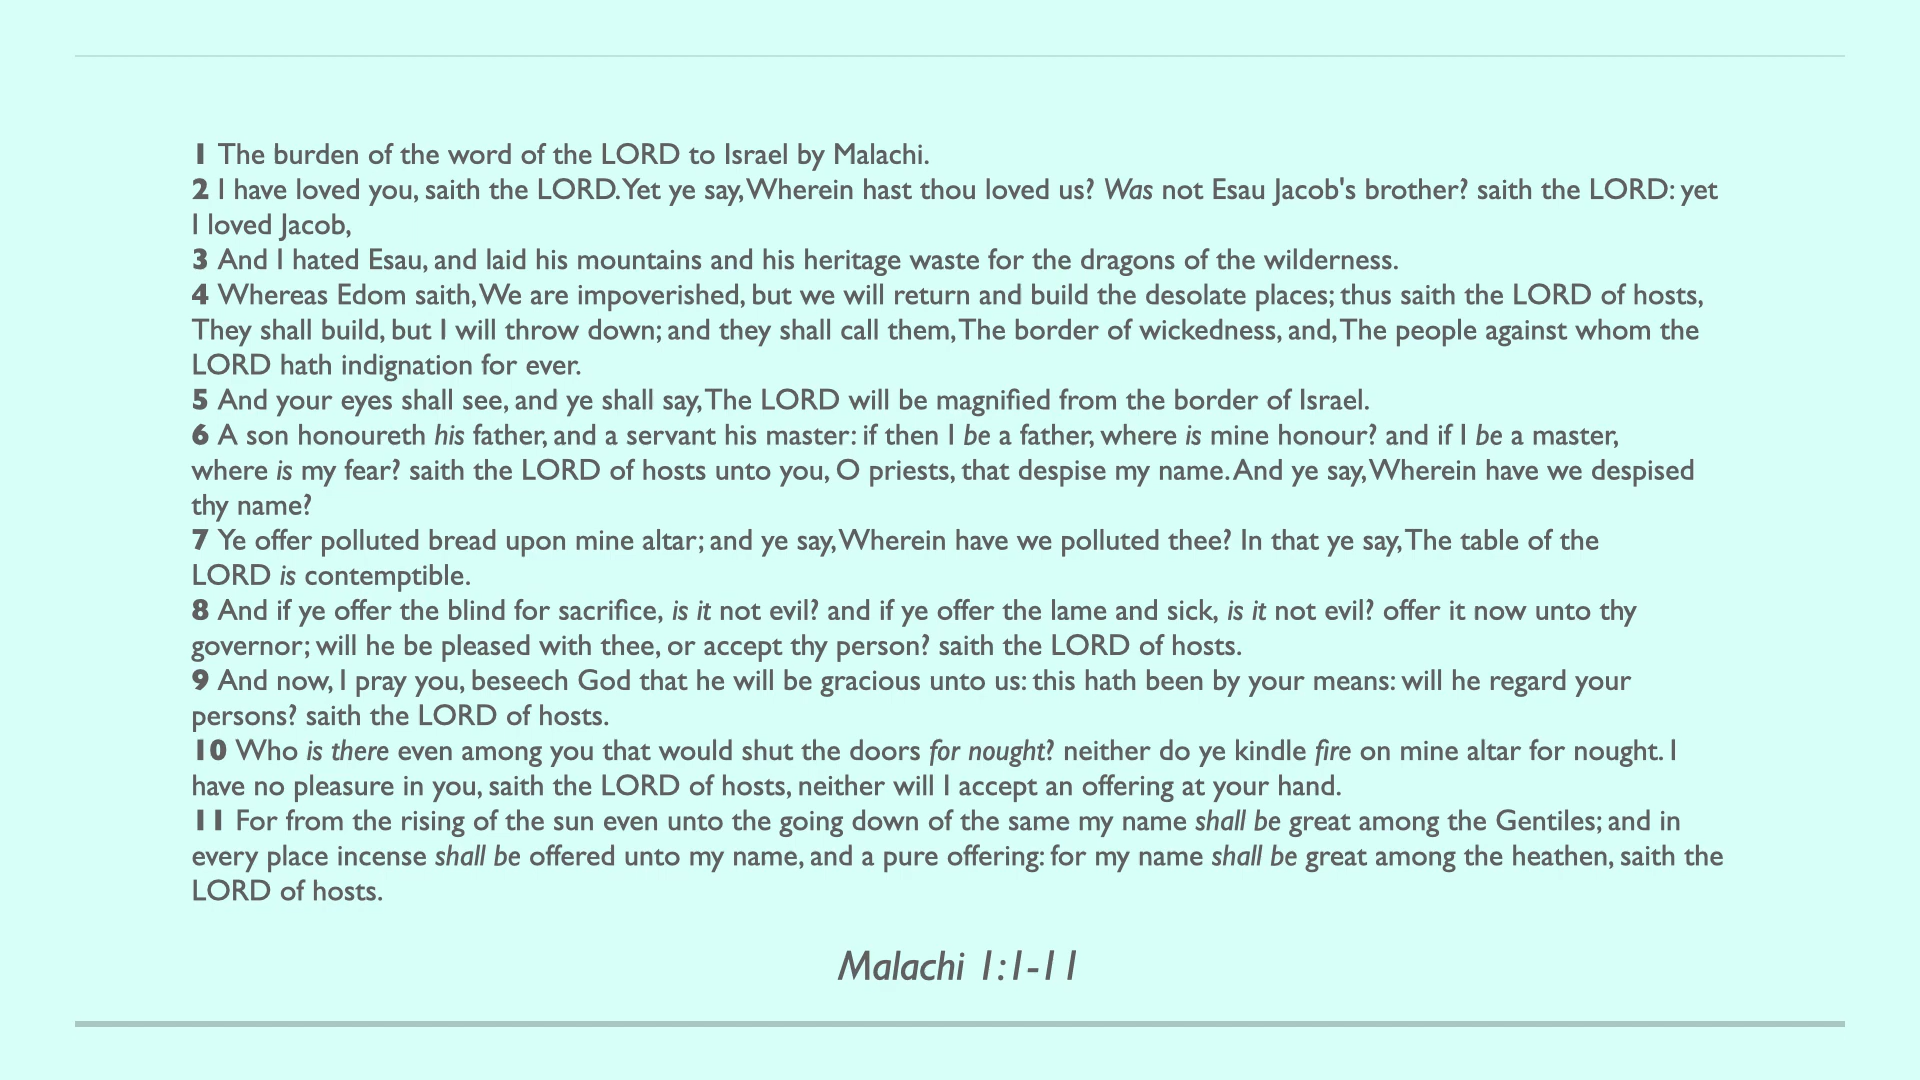 1 The burden of the word of the LORD to Israel by Malachi.
2 I have loved you, saith the LORD. Yet ye say, Wherein hast thou loved us? Was not Esau Jacob's brother? saith the LORD: yet
I loved Jacob,
3 And I hated Esau, and laid his mountains and his heritage waste for the dragons of the wilderness.
4 Whereas Edom saith, We are impoverished, but we will return and build the desolate places; thus saith the LORD of hosts,
They shall build, but I will throw down; and they shall call them, The border of wickedness, and, The people against whom the
LORD hath indignation for ever.
5 And your eyes shall see, and ye shall say, The LORD will be magnified from the border of Israel.
6 A son honoureth his father, and a servant his master: if then I be a father, where is mine honour? and if I be a master,
where is my fear? saith the LORD of hosts unto you, O priests, that despise my name. And ye say, Wherein have we despised
thy name?
7 Ye offer polluted bread upon mine altar; and ye say, Wherein have we polluted thee? In that ye say, The table of the
LORD is contemptible.
8 And if ye offer the blind for sacrifice, is it not evil? and if ye offer the lame and sick, is it not evil? offer it now unto thy
governor; will he be pleased with thee, or accept thy person? saith the LORD of hosts.
9 And now, I pray you, beseech God that he will be gracious unto us: this hath been by your means: will he regard your
persons? saith the LORD of hosts.
10 Who is there even among you that would shut the doors for nought? neither do ye kindle fire on mine altar for nought. I
have no pleasure in you, saith the LORD of hosts, neither will I accept an offering at your hand.
11 For from the rising of the sun even unto the going down of the same my name shall be great among the Gentiles; and in
every place incense shall be offered unto my name, and a pure offering: for my name shall be great among the heathen, saith the
LORD of hosts.
Malachi 1:1-11